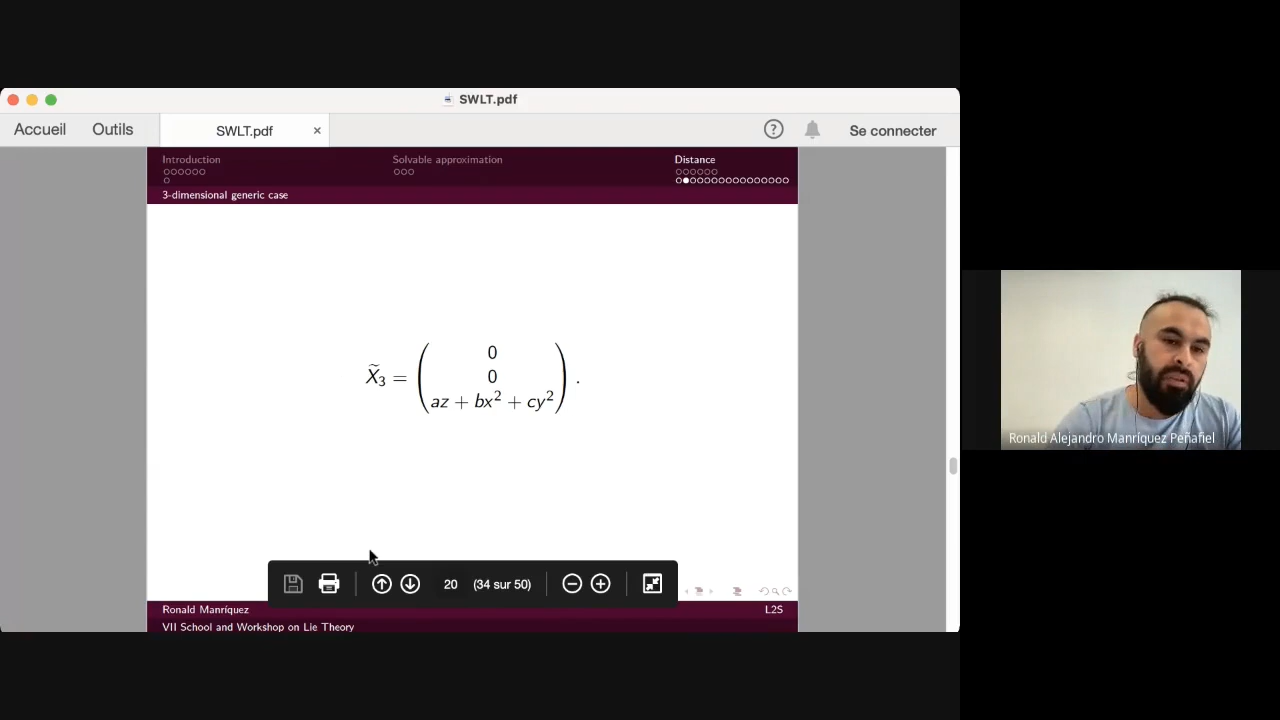 SWLT.pdf
Accueil
Outils
SWLT.pdf
×
?
Se connecter
Introduction
Solvable approximation
Distance
3-dimensional generic case
X̃₃ = ( 0
0
az + bx² + cy² ) .
20 (34 sur 50)
Ronald Manríquez
L2S
VII School and Workshop on Lie Theory
Ronald Alejandro Manríquez Peñafiel